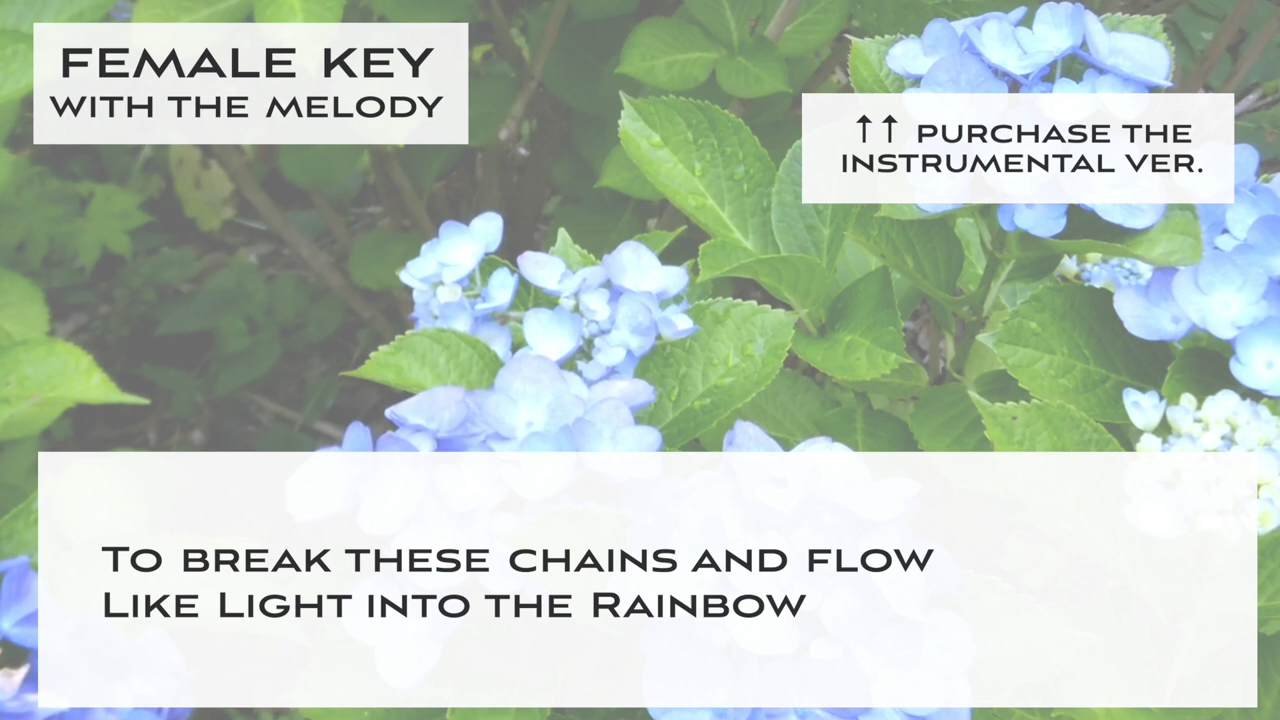 FEMALE KEY
WITH THE MELODY
↑↑ PURCHASE THE
INSTRUMENTAL VER.
To break these chains and flow
Like Light into the Rainbow